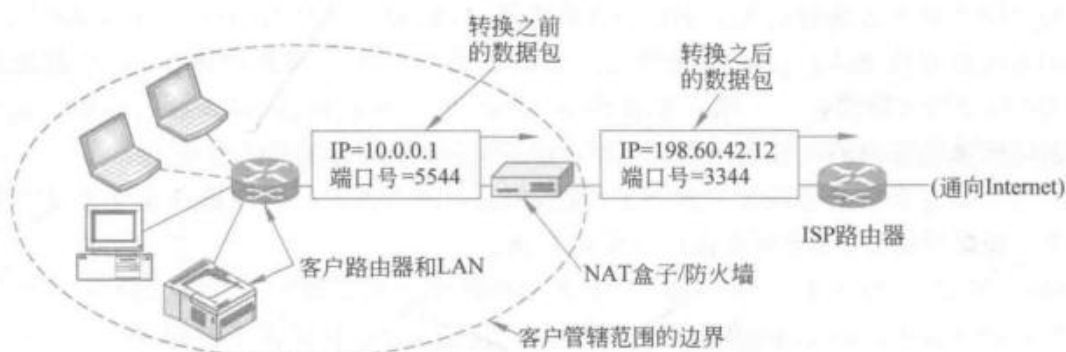 转换之前
的数据包
转换之后
的数据包
IP=10.0.0.1
端口号=5544
IP=198.60.42.12
端口号=3344
(通向Internet)
ISP路由器
客户路由器和LAN
NAT盒子/防火墙
客户管辖范围的边界